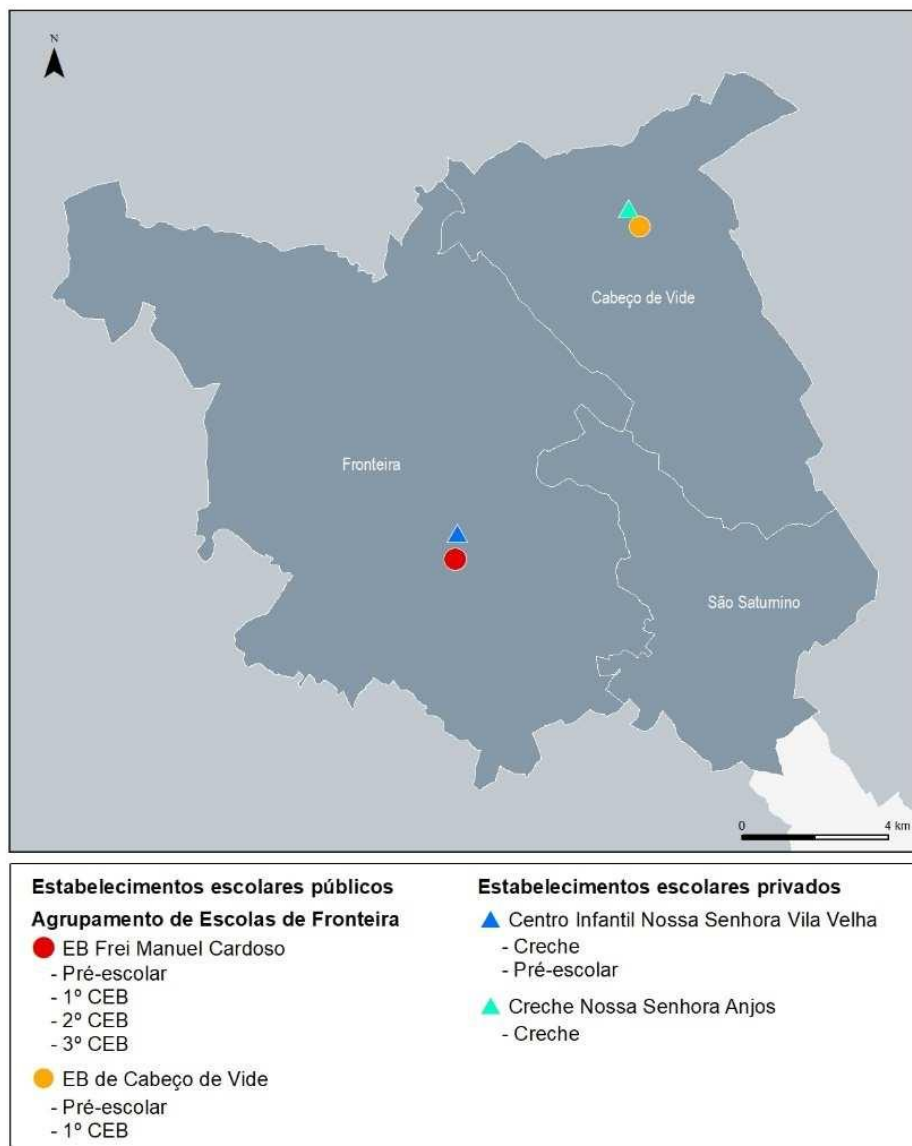 N
Cabeço de Vide
Fronteira
São Saturnino
0 4 km
Estabelecimentos escolares públicos
Agrupamento de Escolas de Fronteira
EB Frei Manuel Cardoso
- Pré-escolar
- 1º CEB
- 2º CEB
- 3º CEB
EB de Cabeço de Vide
- Pré-escolar
- 1º CEB
Estabelecimentos escolares privados
Centro Infantil Nossa Senhora Vila Velha
- Creche
- Pré-escolar
Creche Nossa Senhora Anjos
- Creche